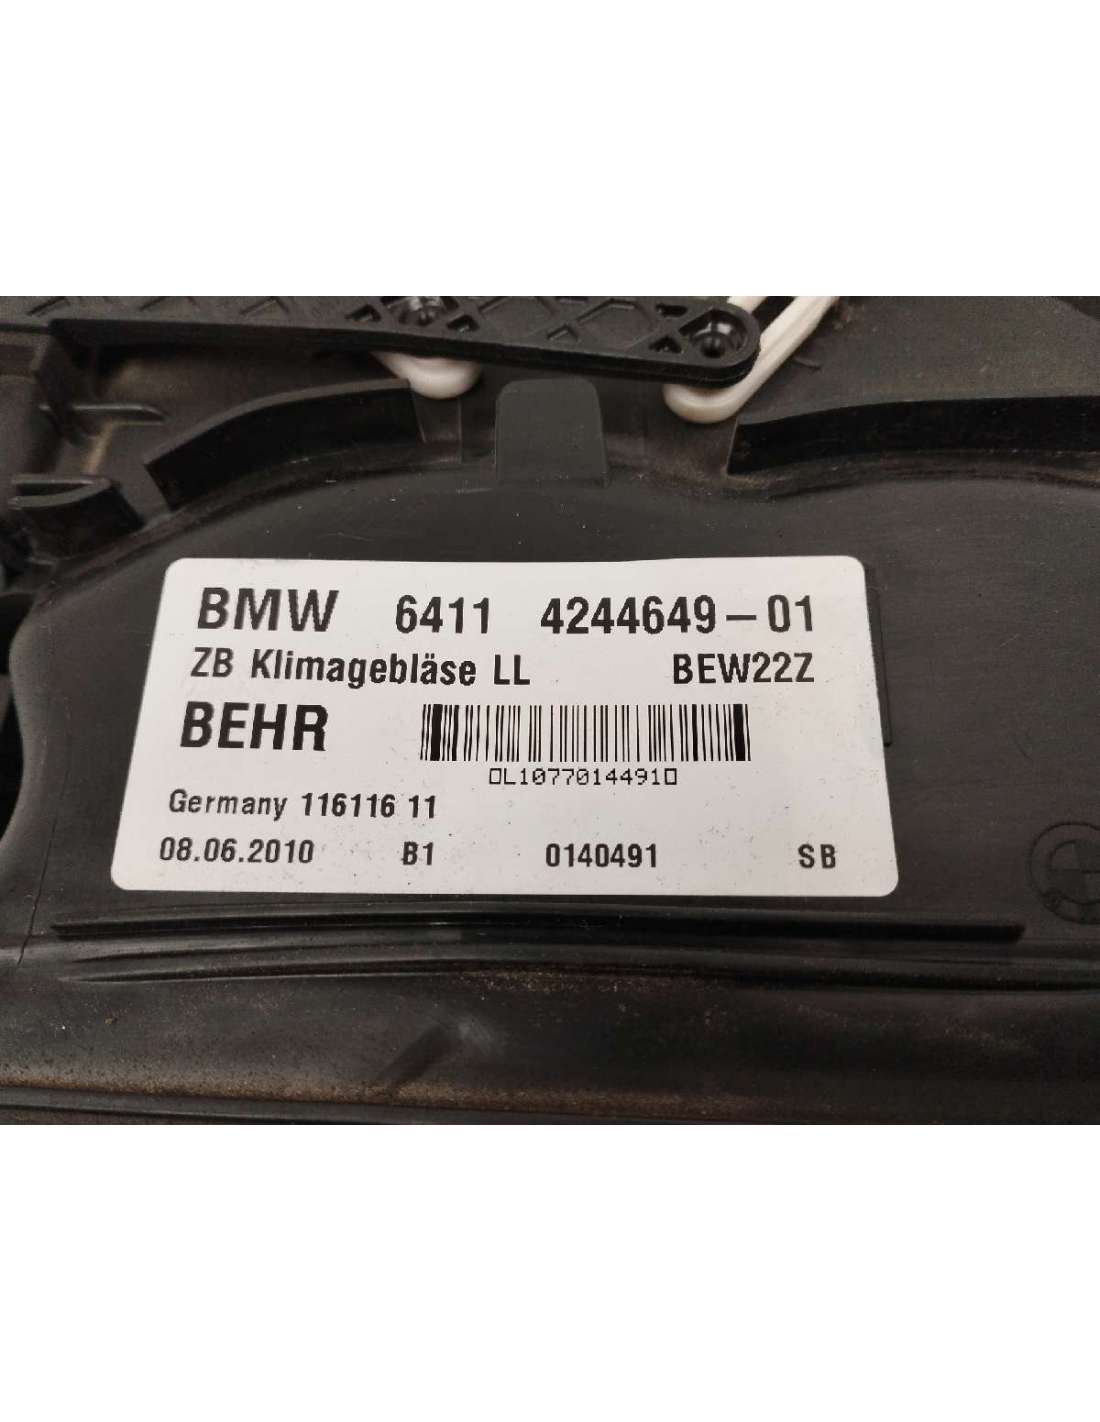 BMW 6411 4244649-01
ZB Klimagebläse LL BEW22Z
BEHR
0L10770144910
Germany 116116 11
08.06.2010 B1 0140491 SB